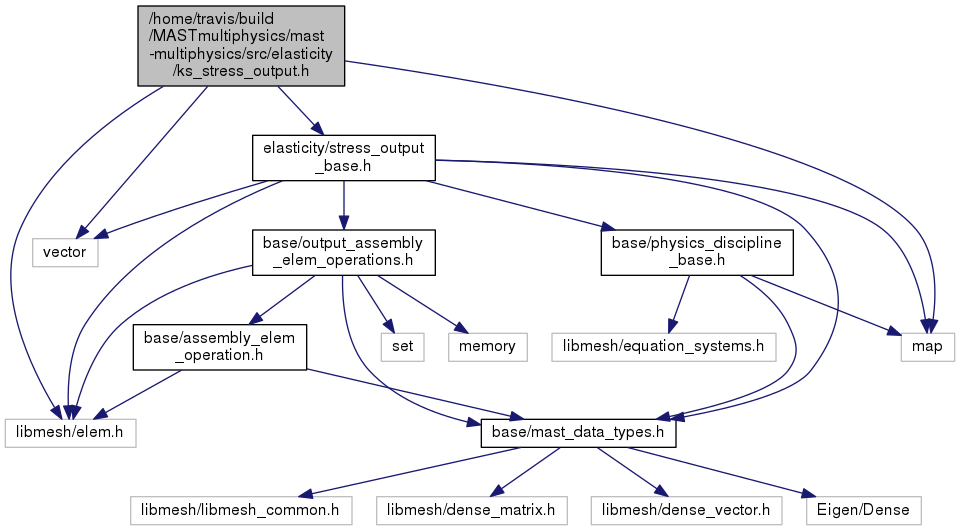 /home/travis/build
/MASTmultiphysics/mast
-multiphysics/src/elasticity
/ks_stress_output.h
elasticity/stress_output
_base.h
vector
base/output_assembly
_elem_operations.h
base/physics_discipline
_base.h
base/assembly_elem
_operation.h
set
memory
libmesh/equation_systems.h
map
libmesh/elem.h
base/mast_data_types.h
libmesh/libmesh_common.h
libmesh/dense_matrix.h
libmesh/dense_vector.h
Eigen/Dense